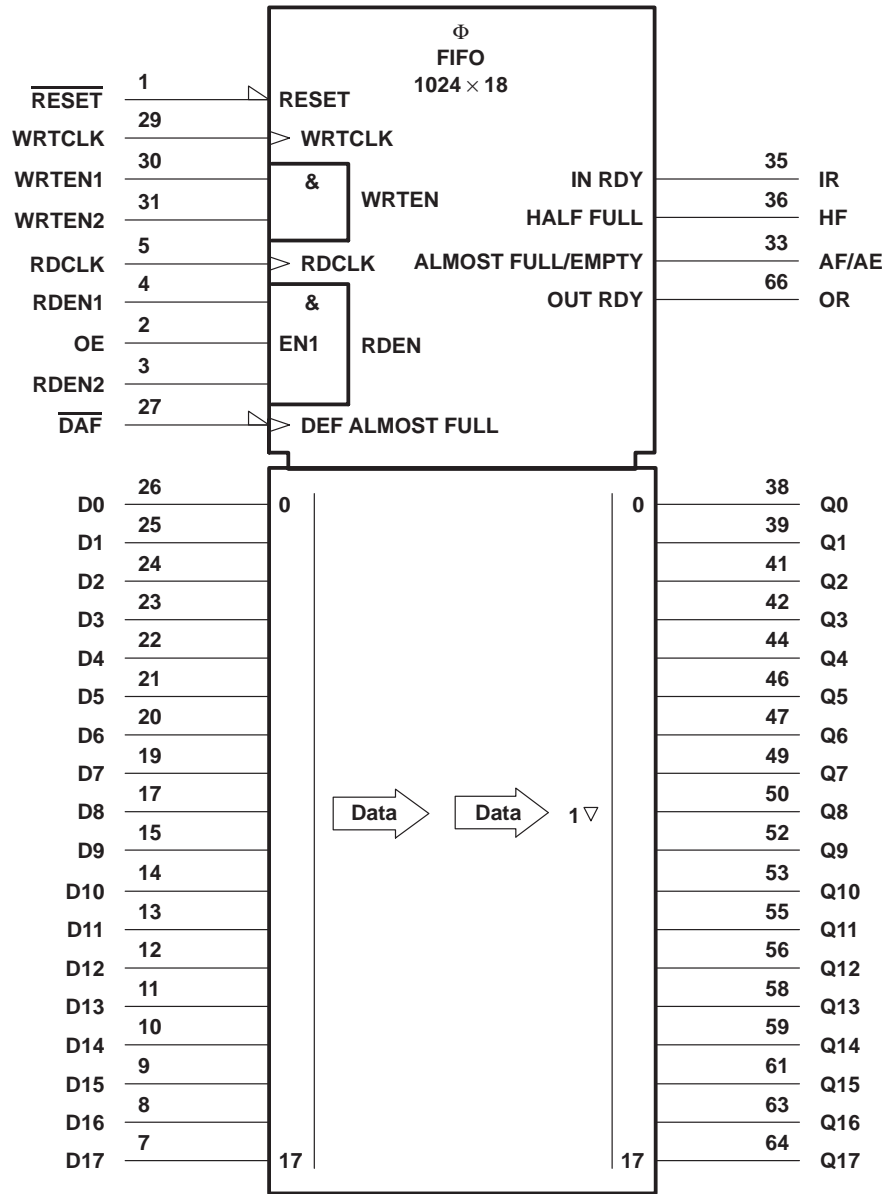 Φ
FIFO
1024 × 18
RESET 1 RESET
WRTCLK 29 WRTCLK
WRTEN1 30 & IN RDY 35 IR
WRTEN
WRTEN2 31 HALF FULL 36 HF
RDCLK 5 RDCLK ALMOST FULL/EMPTY 33 AF/AE
RDEN1 4 & OUT RDY 66 OR
OE 2 EN1 RDEN
RDEN2 3
DAF 27 DEF ALMOST FULL
D0 26 0 0 38 Q0
D1 25 39 Q1
D2 24 41 Q2
D3 23 42 Q3
D4 22 44 Q4
D5 21 46 Q5
D6 20 47 Q6
D7 19 49 Q7
D8 17 Data Data 1 ▽ 50 Q8
D9 15 52 Q9
D10 14 53 Q10
D11 13 55 Q11
D12 12 56 Q12
D13 11 58 Q13
D14 10 59 Q14
D15 9 61 Q15
D16 8 63 Q16
D17 7 17 17 64 Q17